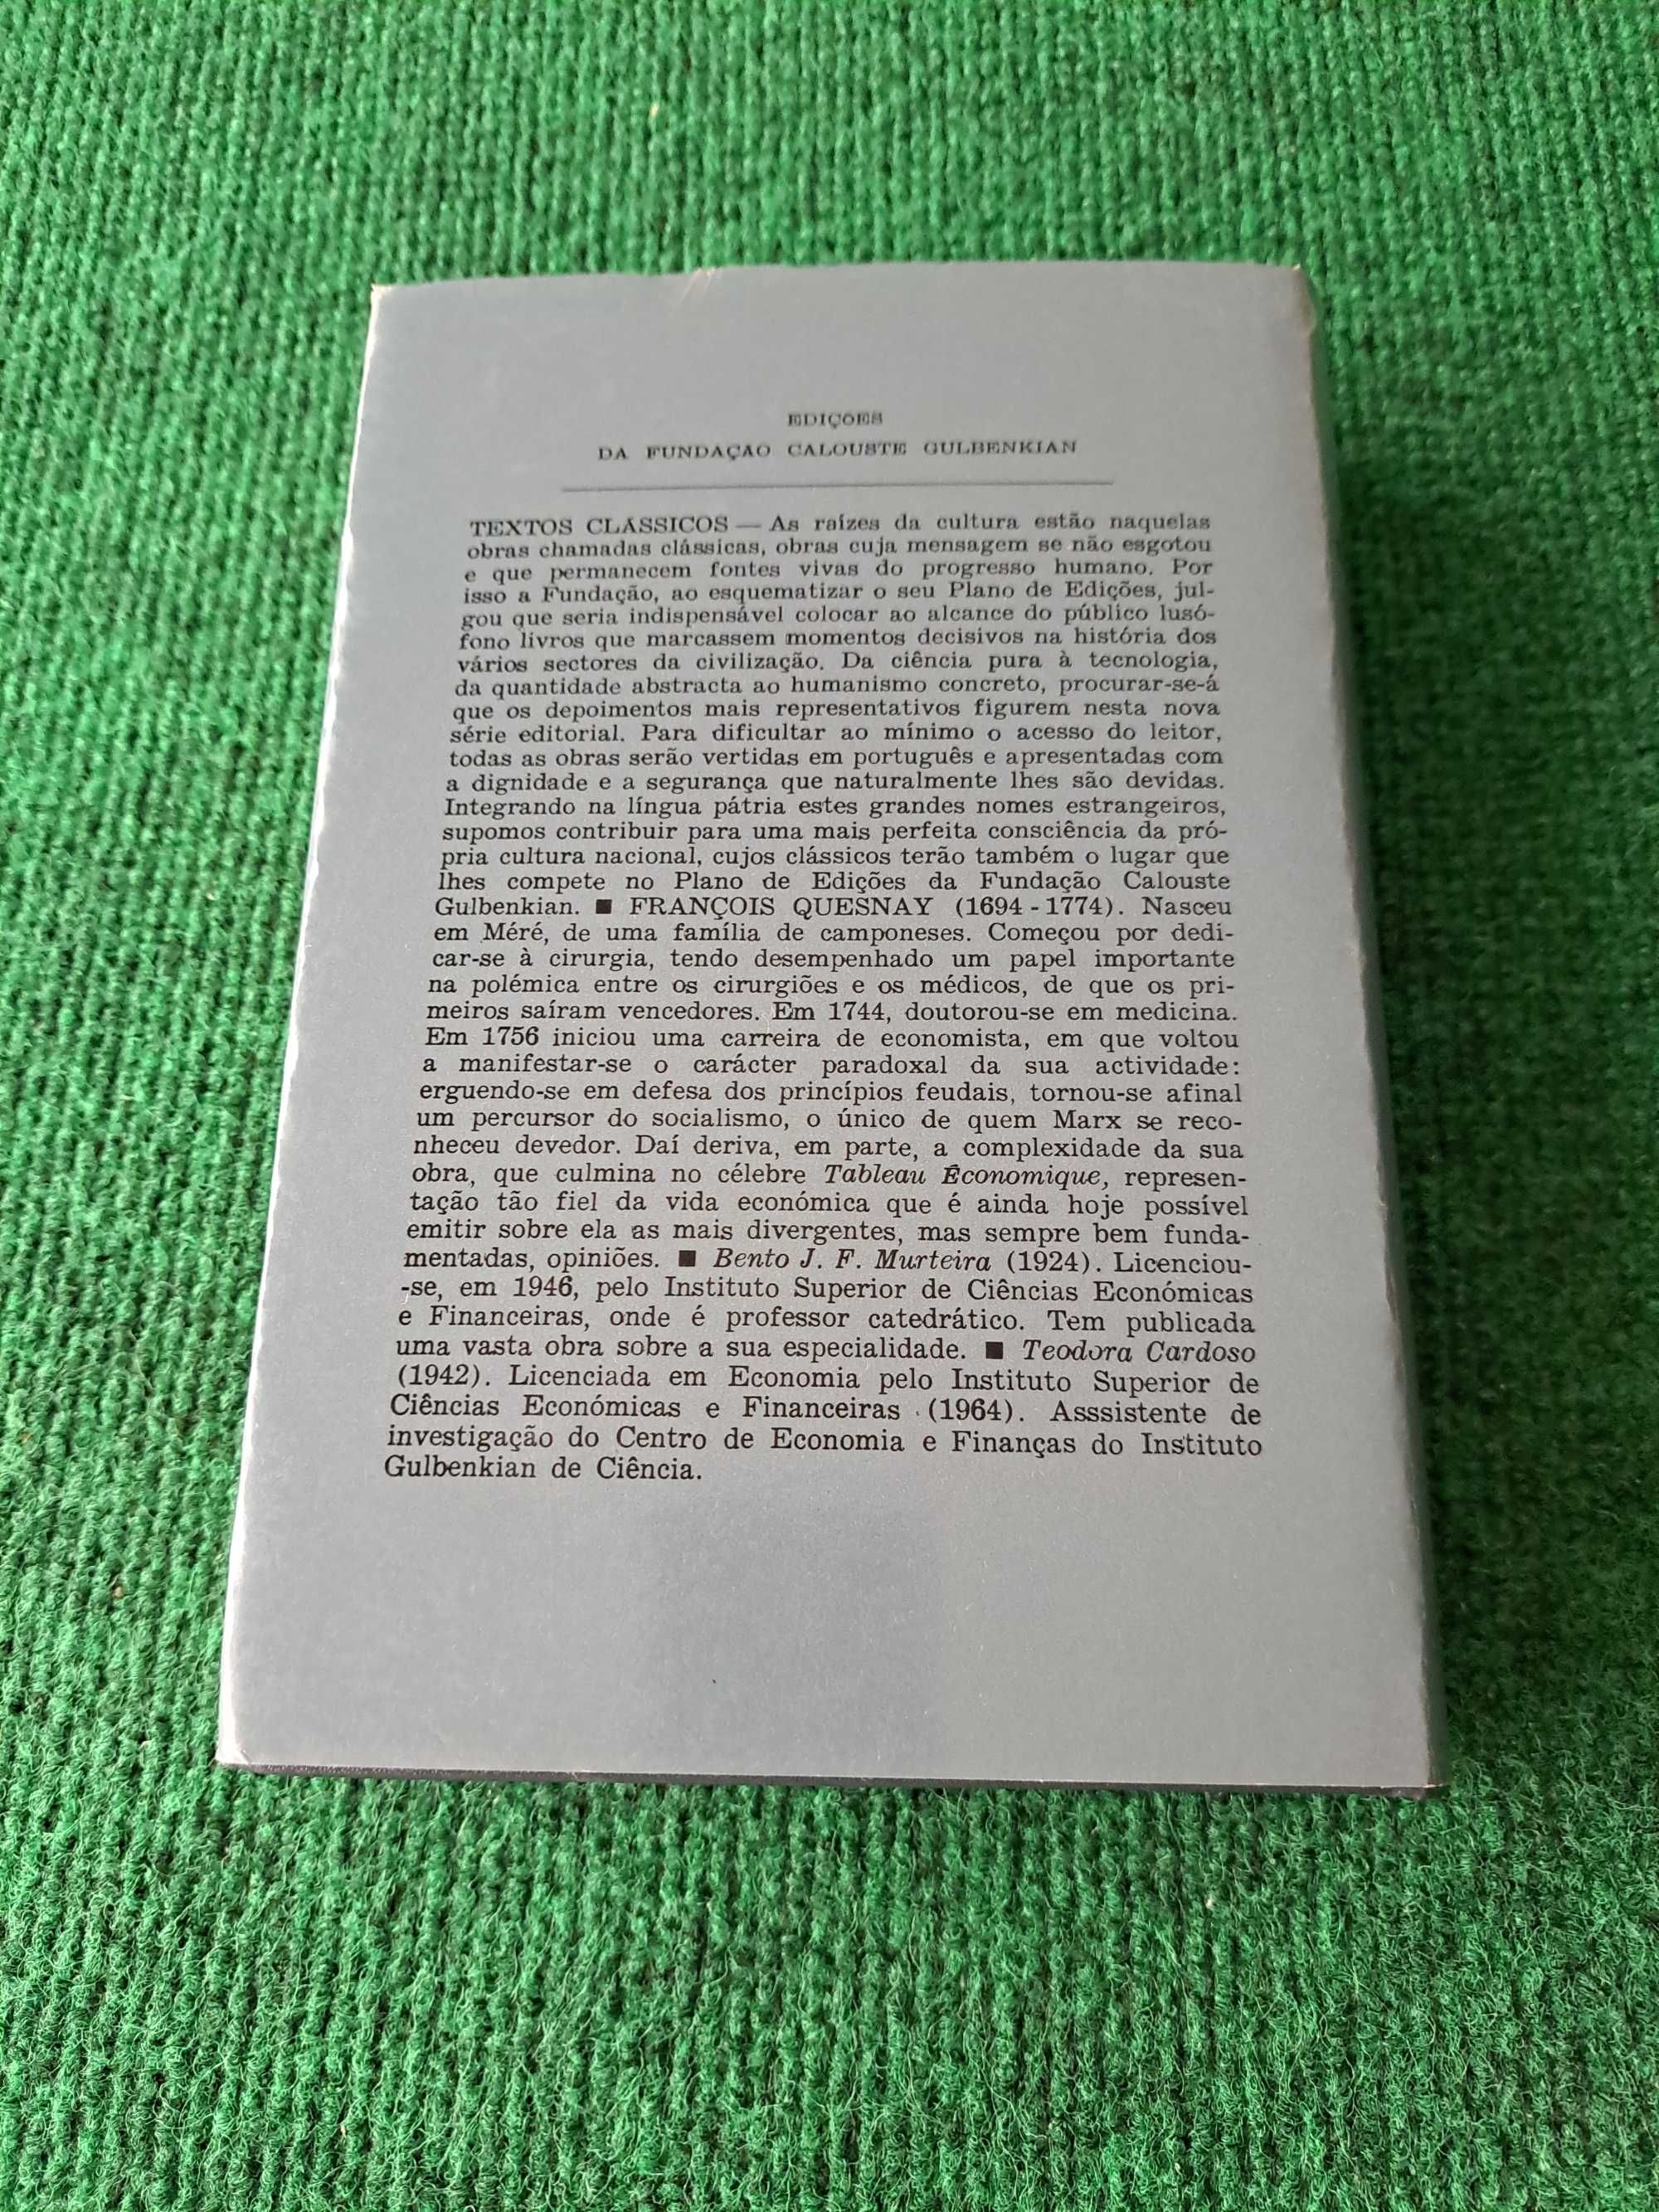 EDIÇÕES
DA FUNDAÇÃO CALOUSTE GULBENKIAN
TEXTOS CLÁSSICOS — As raízes da cultura estão naquelas
obras chamadas clássicas, obras cuja mensagem se não esgotou
e que permanecem fontes vivas do progresso humano. Por
isso a Fundação, ao esquematizar o seu Plano de Edições, jul-
gou que seria indispensável colocar ao alcance do público lusó-
fono livros que marcassem momentos decisivos na história dos
vários sectores da civilização. Da ciência pura à tecnologia,
da quantidade abstracta ao humanismo concreto, procurar-se-á
que os depoimentos mais representativos figurem nesta nova
série editorial. Para dificultar ao mínimo o acesso do leitor,
todas as obras serão vertidas em português e apresentadas com
a dignidade e a segurança que naturalmente lhes são devidas.
Integrando na língua pátria estes grandes nomes estrangeiros,
supomos contribuir para uma mais perfeita consciência da pró-
pria cultura nacional, cujos clássicos terão também o lugar que
lhes compete no Plano de Edições da Fundação Calouste
Gulbenkian. ■ FRANÇOIS QUESNAY (1694-1774). Nasceu
em Méré, de uma família de camponeses. Começou por dedi-
car-se à cirurgia, tendo desempenhado um papel importante
na polémica entre os cirurgiões e os médicos, de que os pri-
meiros saíram vencedores. Em 1744, doutorou-se em medicina.
Em 1756 iniciou uma carreira de economista, em que voltou
a manifestar-se o carácter paradoxal da sua actividade:
erguendo-se em defesa dos princípios feudais, tornou-se afinal
um percursor do socialismo, o único de quem Marx se reco-
nheceu devedor. Daí deriva, em parte, a complexidade da sua
obra, que culmina no célebre Tableau Économique, represen-
tação tão fiel da vida económica que é ainda hoje possível
emitir sobre ela as mais divergentes, mas sempre bem funda-
mentadas, opiniões. ■ Bento J. F. Murteira (1924). Licenciou-
-se, em 1946, pelo Instituto Superior de Ciências Económicas
e Financeiras, onde é professor catedrático. Tem publicada
uma vasta obra sobre a sua especialidade. ■ Teodora Cardoso
(1942). Licenciada em Economia pelo Instituto Superior de
Ciências Económicas e Financeiras (1964). Asssistente de
investigação do Centro de Economia e Finanças do Instituto
Gulbenkian de Ciência.